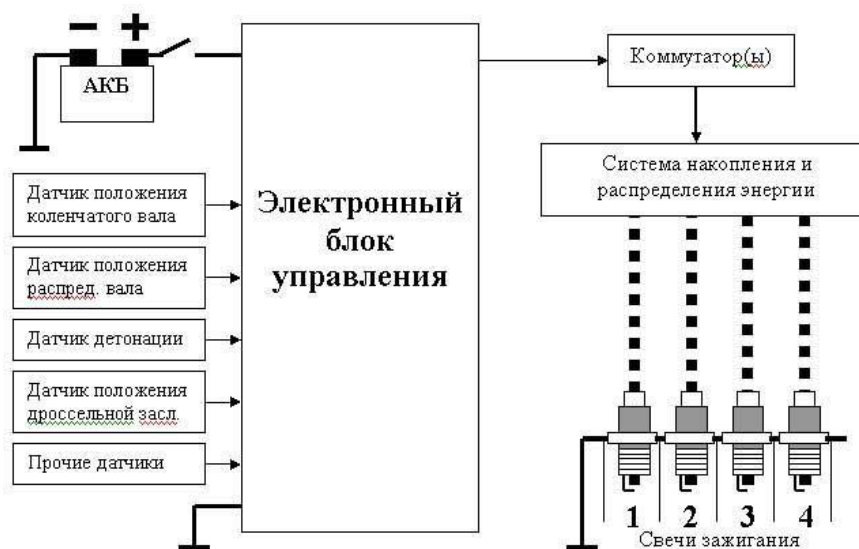 − +
АКБ
Датчик положения
коленчатого вала
Датчик положения
распред. вала
Датчик детонации
Датчик положения
дроссельной засл.
Прочие датчики
Электронный
блок
управления
Коммутатор(ы)
Система накопления и
распределения энергии
1 2 3 4
Свечи зажигания